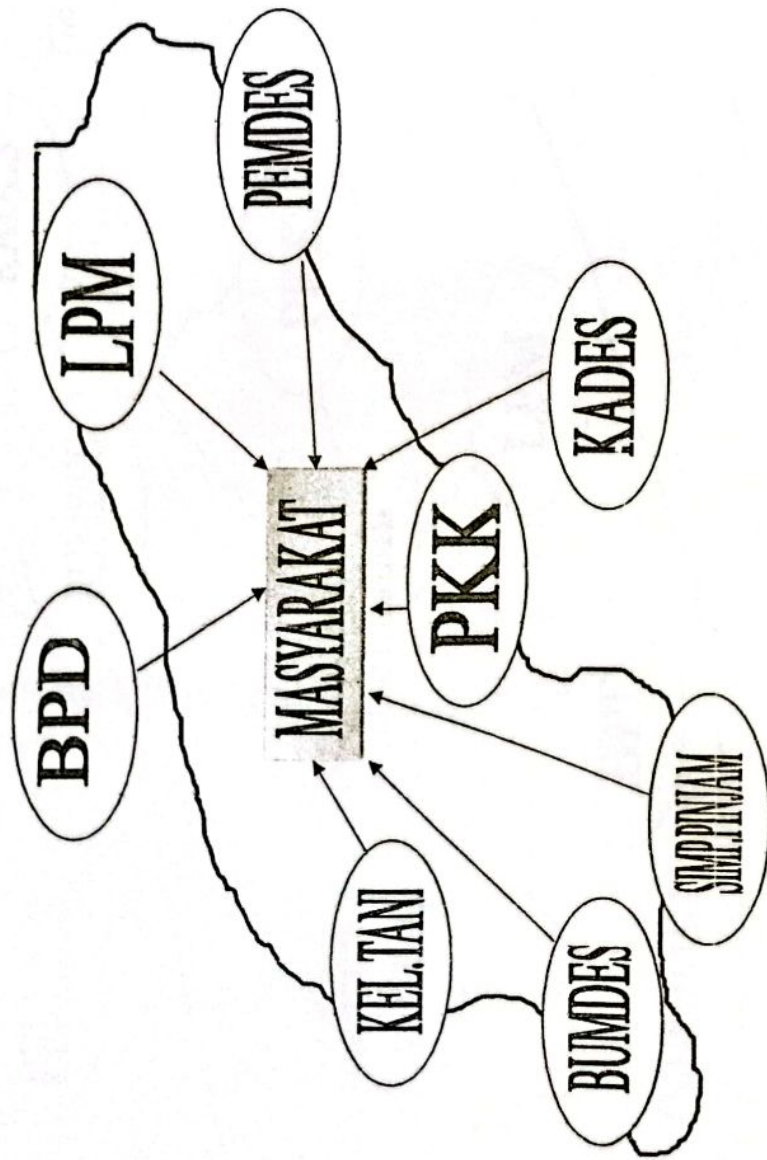 BPD
LPM
PEMDES
KEL.TANI
MASYARAKAT
PKK
KADES
BUMDES
SIMP.PINJAM